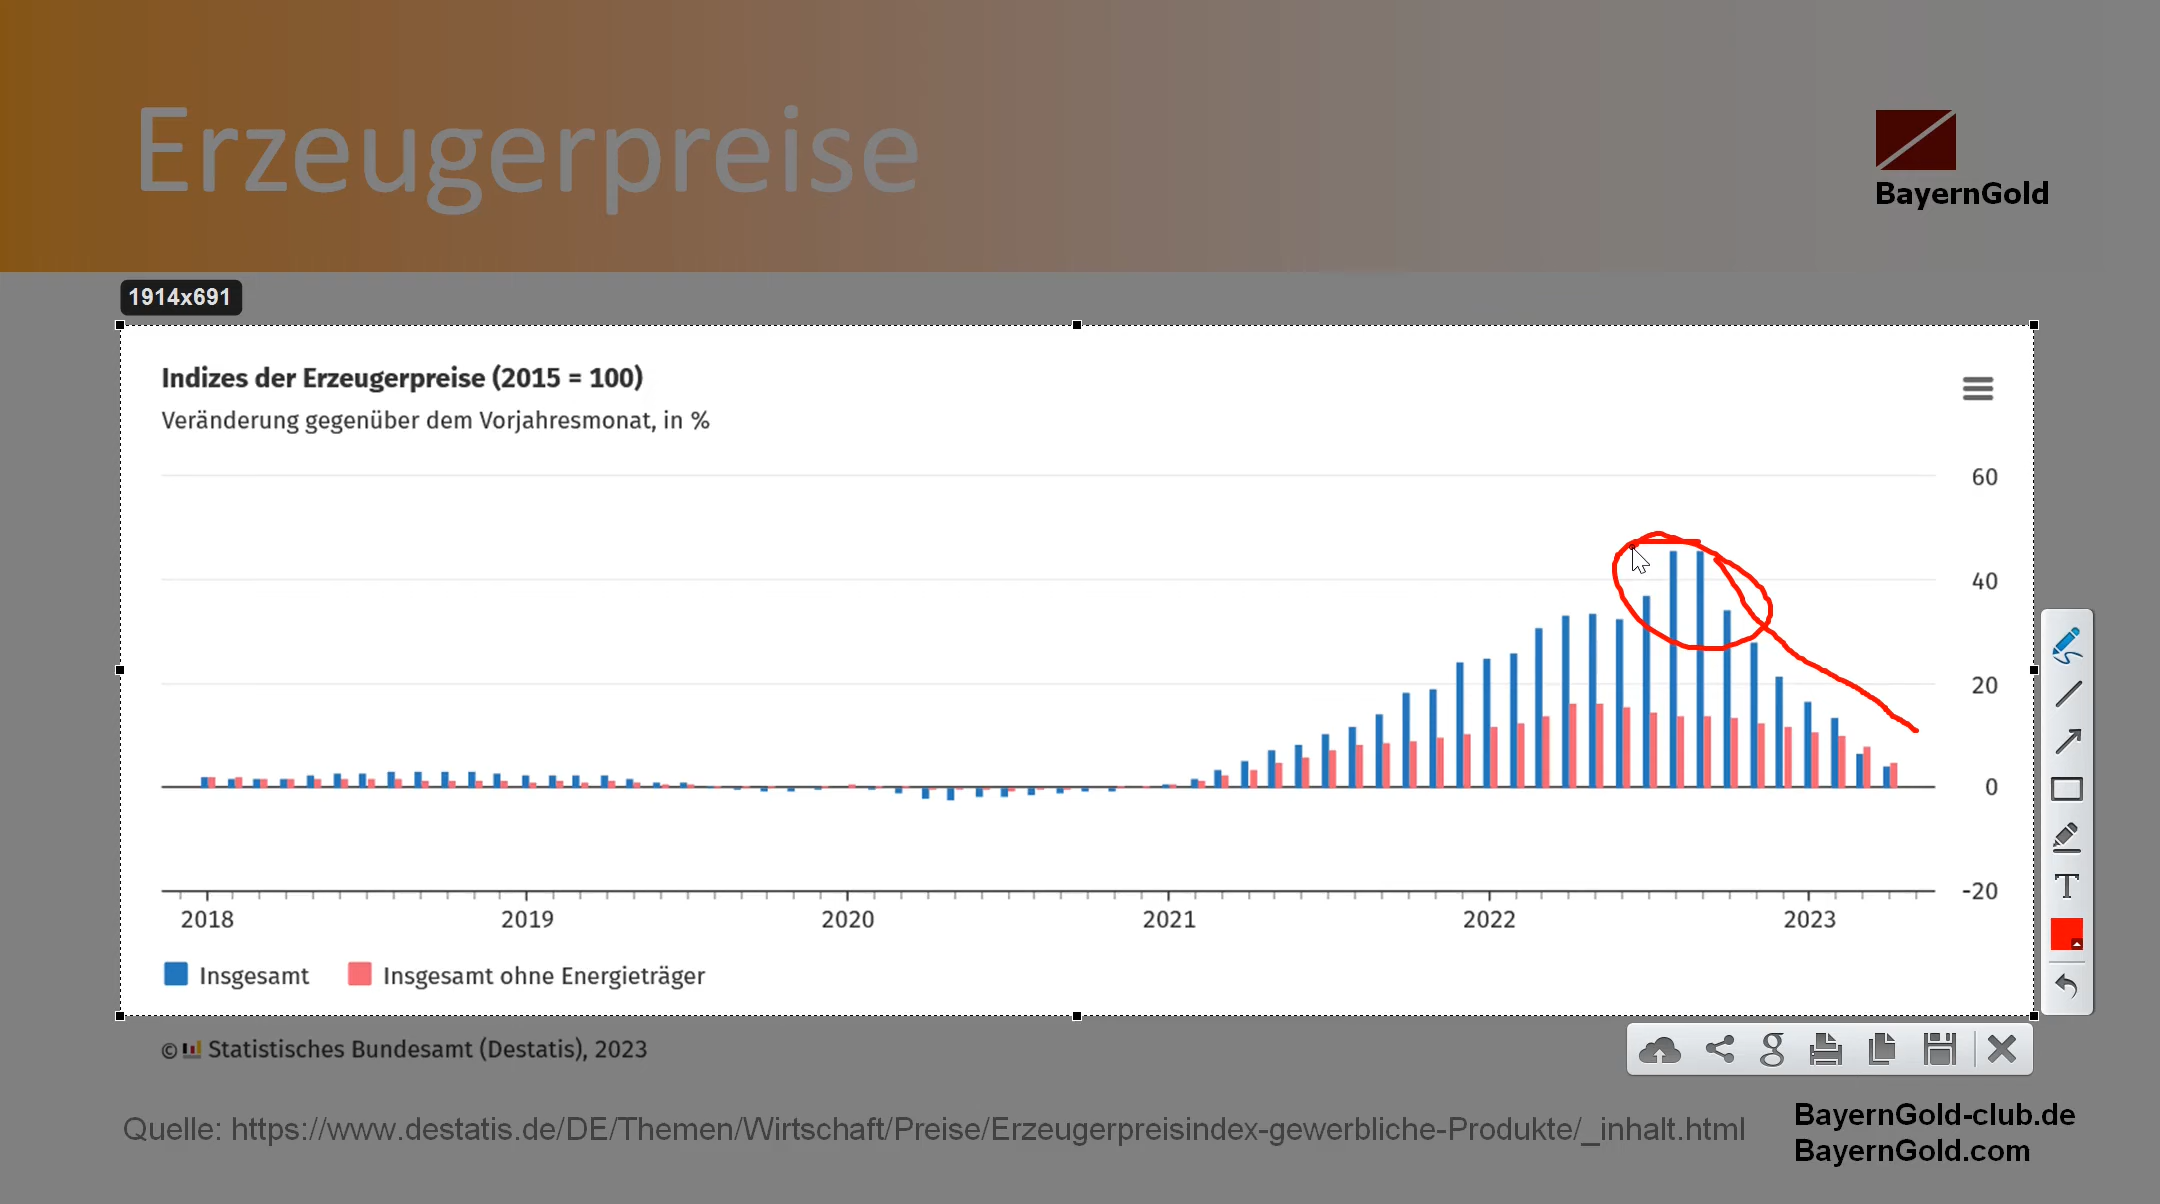 Erzeugerpreise
BayernGold
1914x691
Indizes der Erzeugerpreise (2015 = 100)
Veränderung gegenüber dem Vorjahresmonat, in %
60
40
20
0
-20
2018 2019 2020 2021 2022 2023
Insgesamt Insgesamt ohne Energieträger
© Statistisches Bundesamt (Destatis), 2023
Quelle: https://www.destatis.de/DE/Themen/Wirtschaft/Preise/Erzeugerpreisindex-gewerbliche-Produkte/_inhalt.html
BayernGold-club.de
BayernGold.com